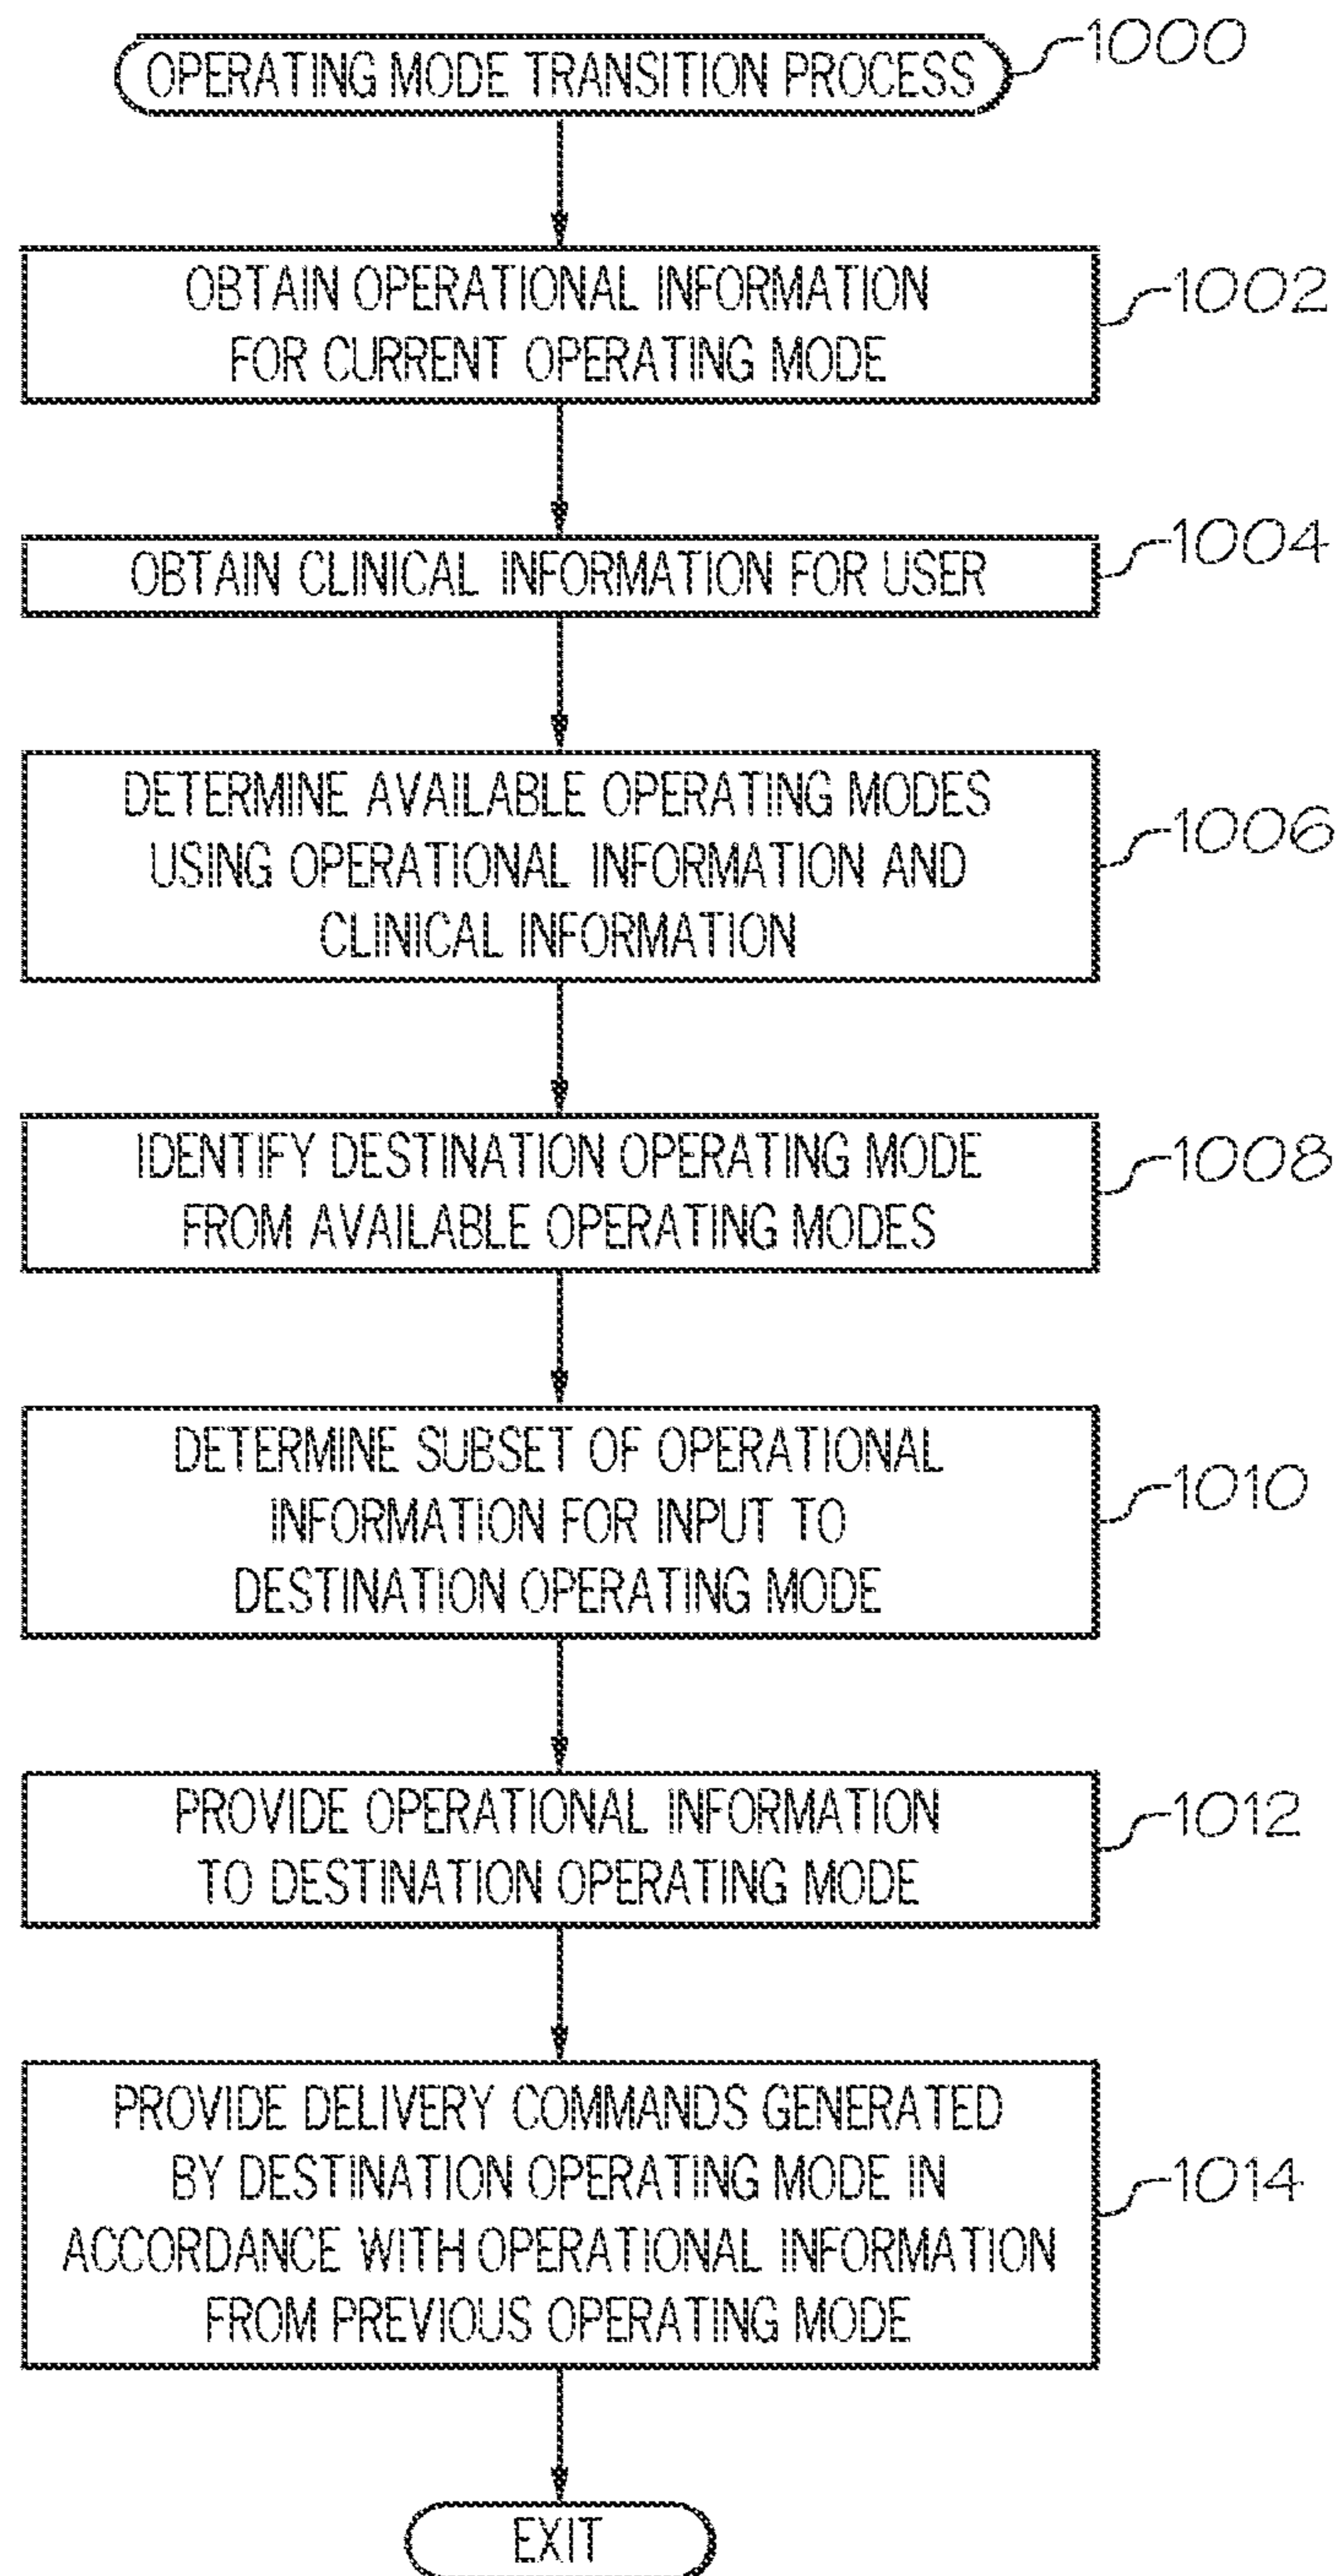 OPERATING MODE TRANSITION PROCESS
1000
OBTAIN OPERATIONAL INFORMATION
FOR CURRENT OPERATING MODE
1002
OBTAIN CLINICAL INFORMATION FOR USER
1004
DETERMINE AVAILABLE OPERATING MODES
USING OPERATIONAL INFORMATION AND
CLINICAL INFORMATION
1006
IDENTIFY DESTINATION OPERATING MODE
FROM AVAILABLE OPERATING MODES
1008
DETERMINE SUBSET OF OPERATIONAL
INFORMATION FOR INPUT TO
DESTINATION OPERATING MODE
1010
PROVIDE OPERATIONAL INFORMATION
TO DESTINATION OPERATING MODE
1012
PROVIDE DELIVERY COMMANDS GENERATED
BY DESTINATION OPERATING MODE IN
ACCORDANCE WITH OPERATIONAL INFORMATION
FROM PREVIOUS OPERATING MODE
1014
EXIT